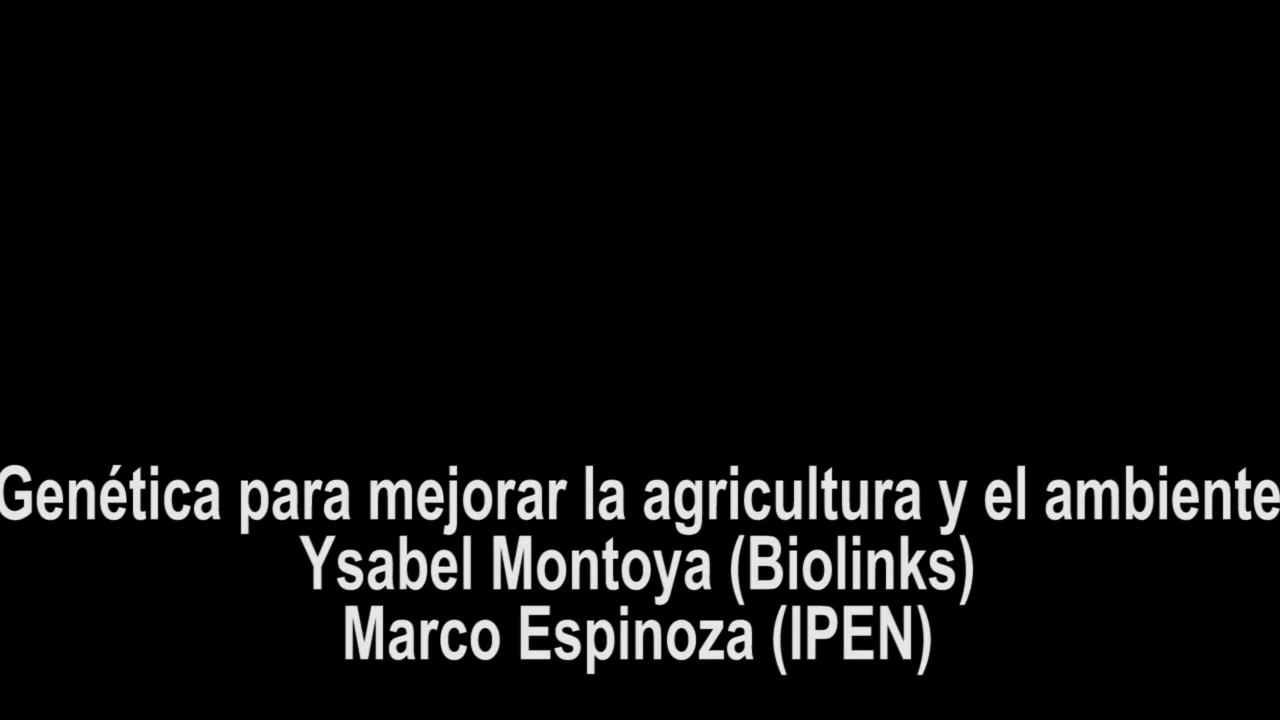 Genética para mejorar la agricultura y el ambiente
Ysabel Montoya (Biolinks)
Marco Espinoza (IPEN)